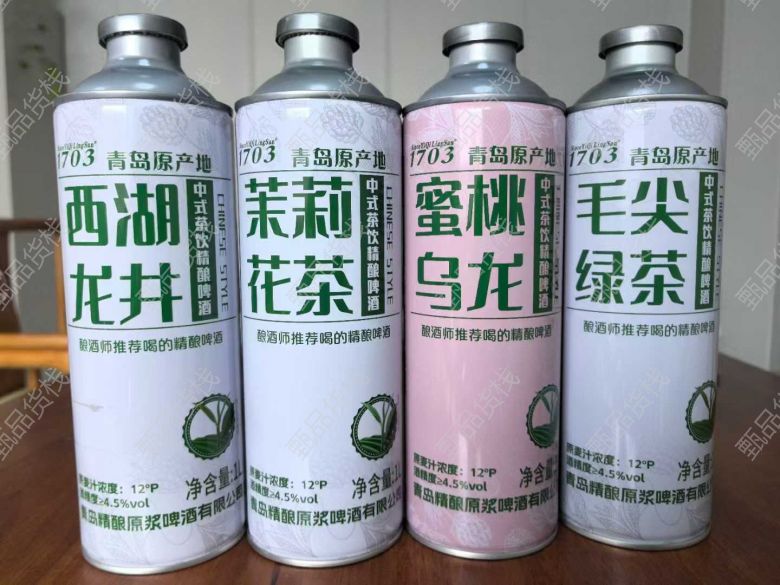 1703 青岛原产地
西湖
龙井
中式茶饮精酿啤酒
CHINESE STYLE
酿酒师推荐喝的精酿啤酒
原麦汁浓度：12°P
酒精度≥4.5%vol
净含量:1L
青岛精酿原浆啤酒有限公
1703 青岛原产地
茉莉
花茶
中式茶饮精酿啤酒
CHINESE STYLE
酿酒师推荐喝的精酿啤酒
原麦汁浓度：12°P
酒精度≥4.5%vol
净含量:1
青岛精酿原浆啤酒有限公
1703 青岛原产地
蜜桃
乌龙
中式茶饮精酿啤酒
酿酒师推荐喝的精酿啤酒
原麦汁浓度：12°P
酒精度≥4.5%vol
净含量:
青岛精酿原浆啤酒有限公
1703 青岛原产地
毛尖
绿茶
中式茶饮精酿啤酒
CHINESE STYLE
酿酒师推荐喝的精酿啤酒
原麦汁浓度：12°P
酒精度≥4.5%vol
净含量:
青岛精酿原浆啤酒有限公
甄品货栈